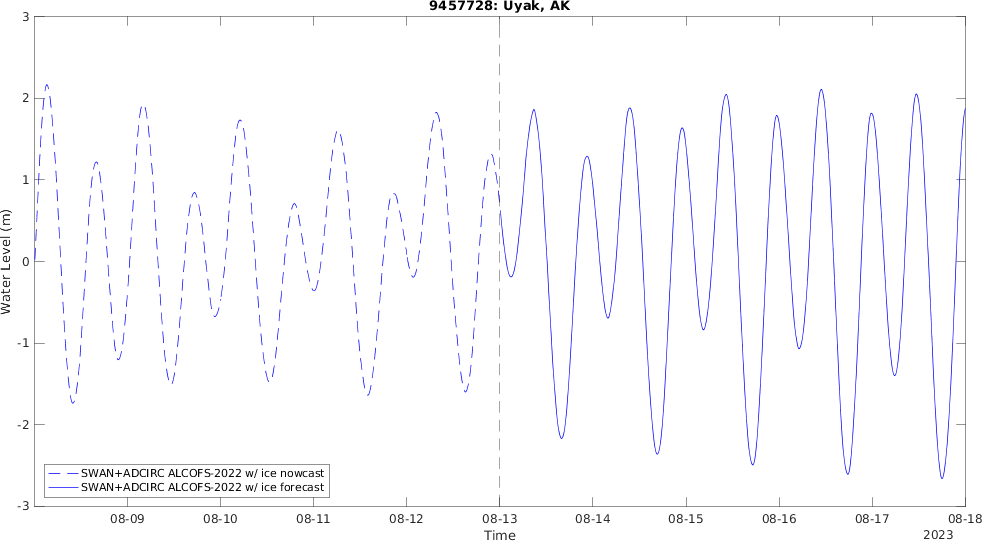 9457728: Uyak, AK
3
2
1
0
-1
-2
-3
Water Level (m)
SWAN+ADCIRC ALCOFS-2022 w/ ice nowcast
SWAN+ADCIRC ALCOFS-2022 w/ ice forecast
08-09 08-10 08-11 08-12 08-13 08-14 08-15 08-16 08-17 08-18
Time
2023